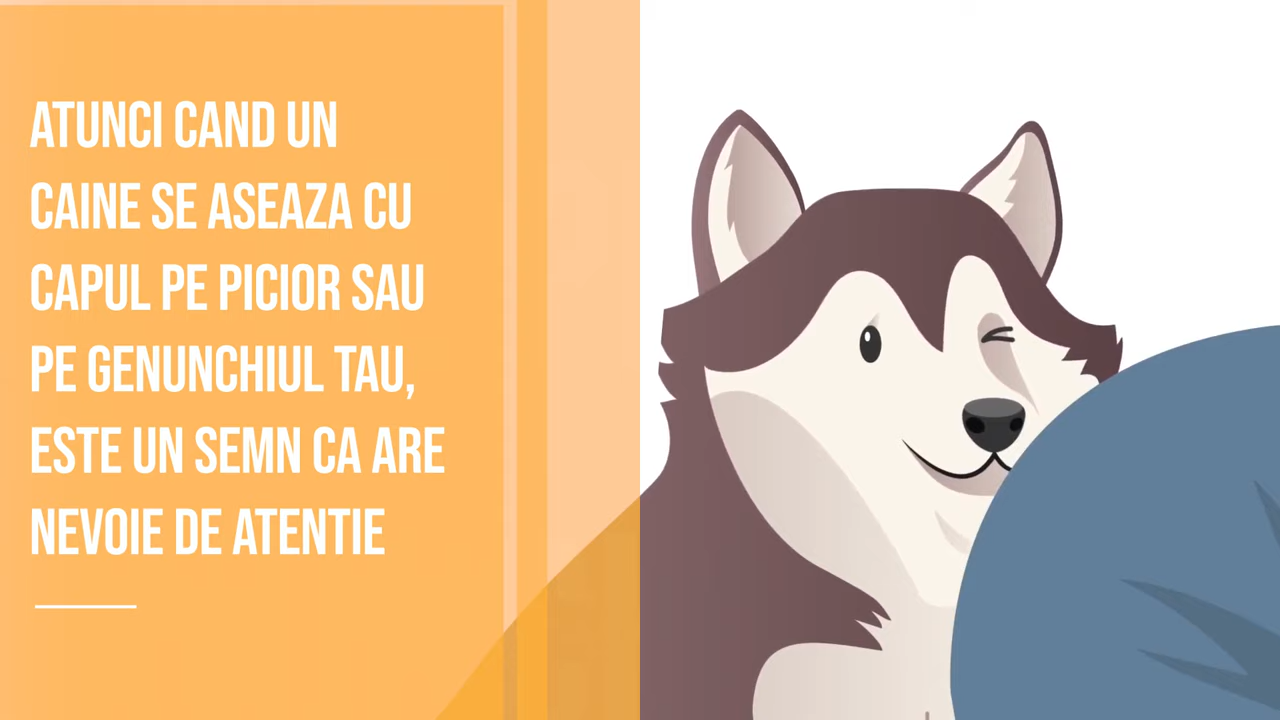 ATUNCI CAND UN
CAINE SE ASEAZA CU
CAPUL PE PICIOR SAU
PE GENUNCHIUL TAU,
ESTE UN SEMN CA ARE
NEVOIE DE ATENTIE